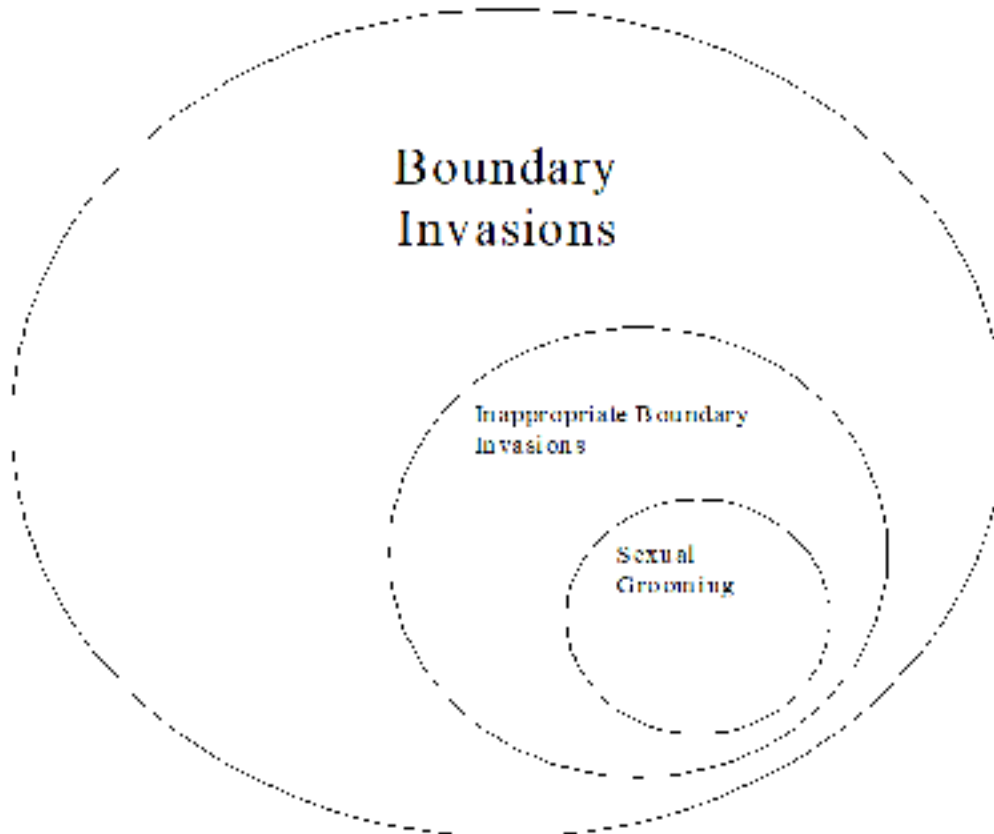 Boundary
Invasions
Inappropriate Boundary
Invasions
Sexual
Grooming